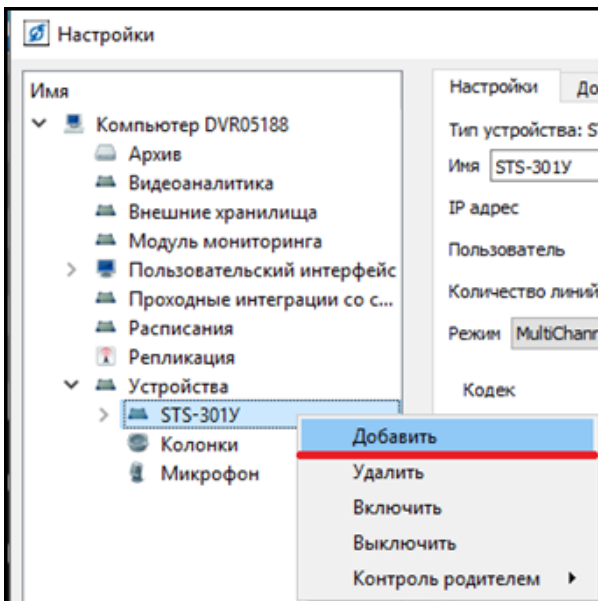 Настройки
Имя
Компьютер DVR05188
Архив
Видеоаналитика
Внешние хранилища
Модуль мониторинга
Пользовательский интерфейс
Проходные интеграции со с...
Расписания
Репликация
Устройства
STS-301У
Колонки
Микрофон
Настройки До
Тип устройства: S
Имя STS-301У
IP адрес
Пользователь
Количество линий
Режим MultiChann
Кодек
Добавить
Удалить
Включить
Выключить
Контроль родителем